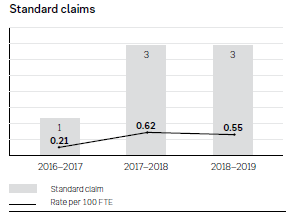 Standard claims
3 3
1
0.62 0.55
0.21
2016–2017 2017–2018 2018–2019
Standard claim
Rate per 100 FTE